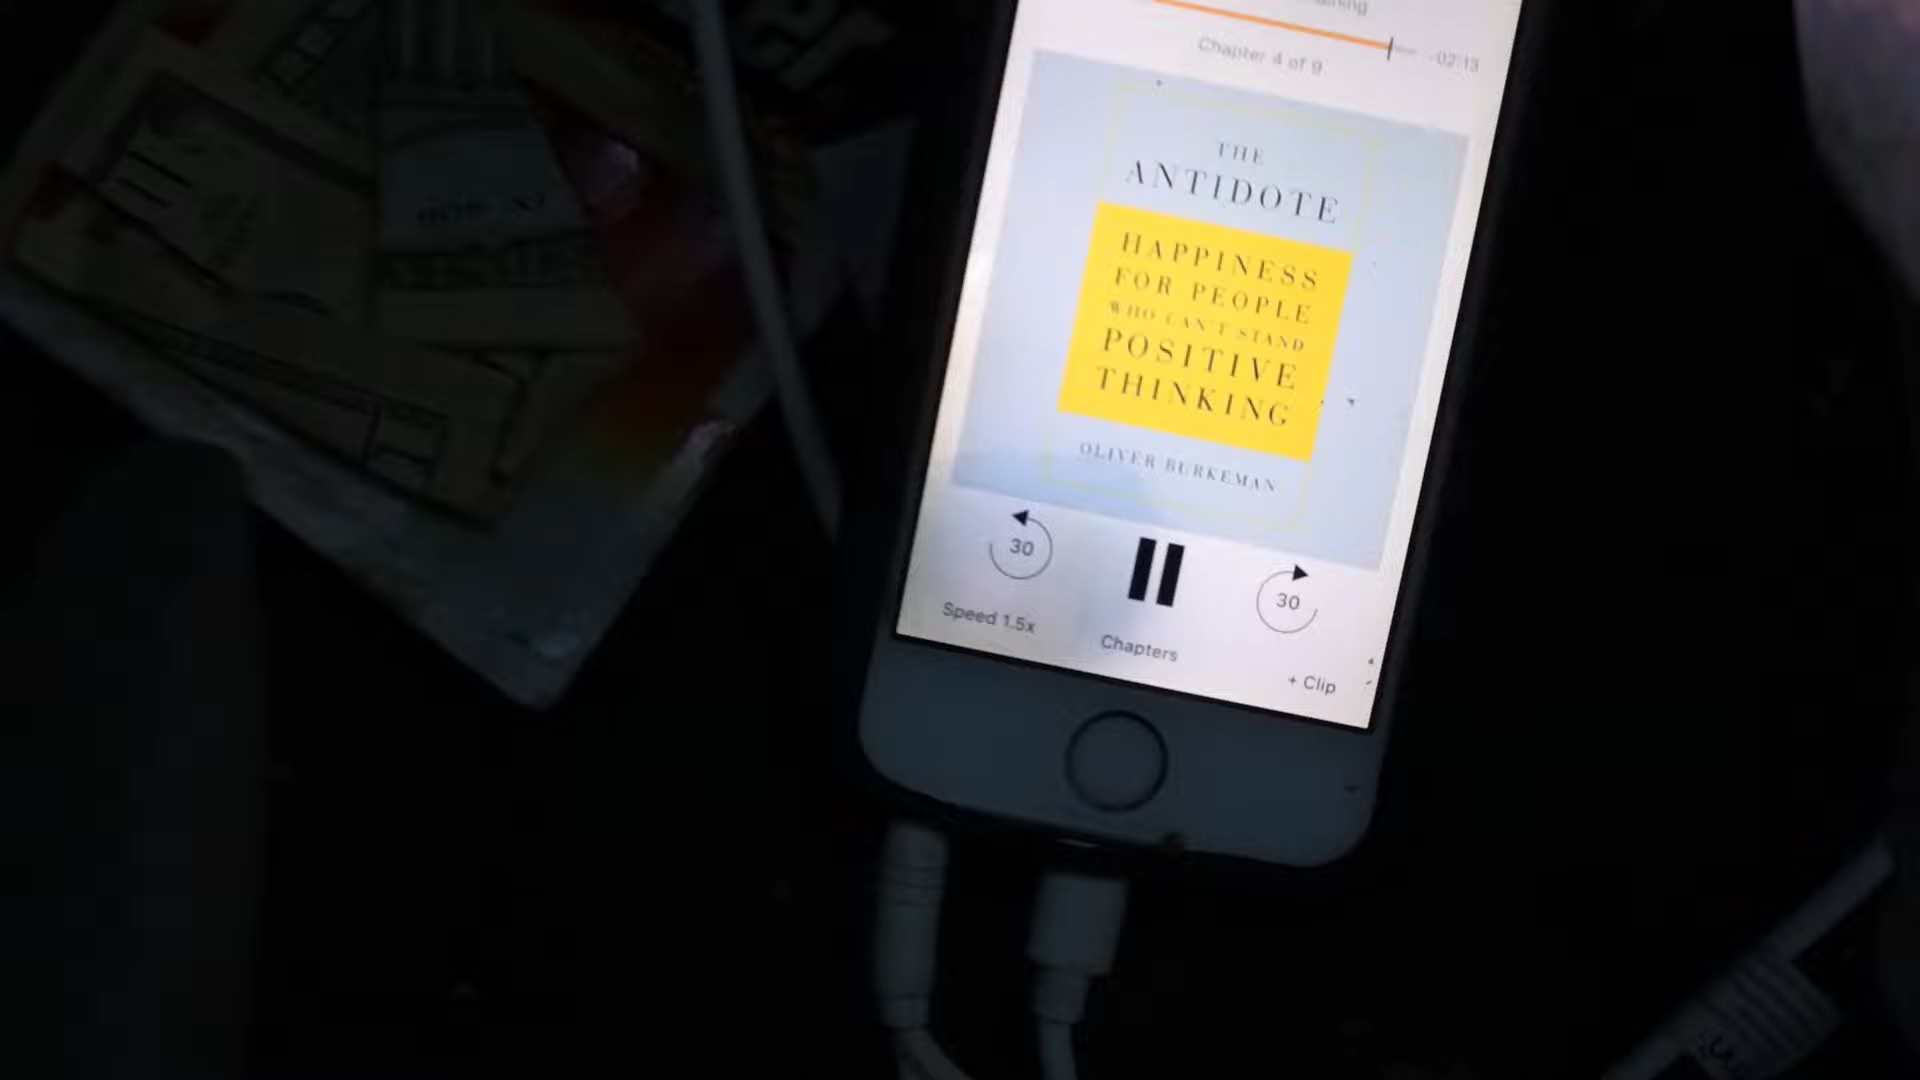 Chapter 4 of 9
-02:13
THE
ANTIDOTE
HAPPINESS
FOR PEOPLE
WHO CAN'T STAND
POSITIVE
THINKING
OLIVER BURKEMAN
30
30
Speed 1.5x
Chapters
+ Clip